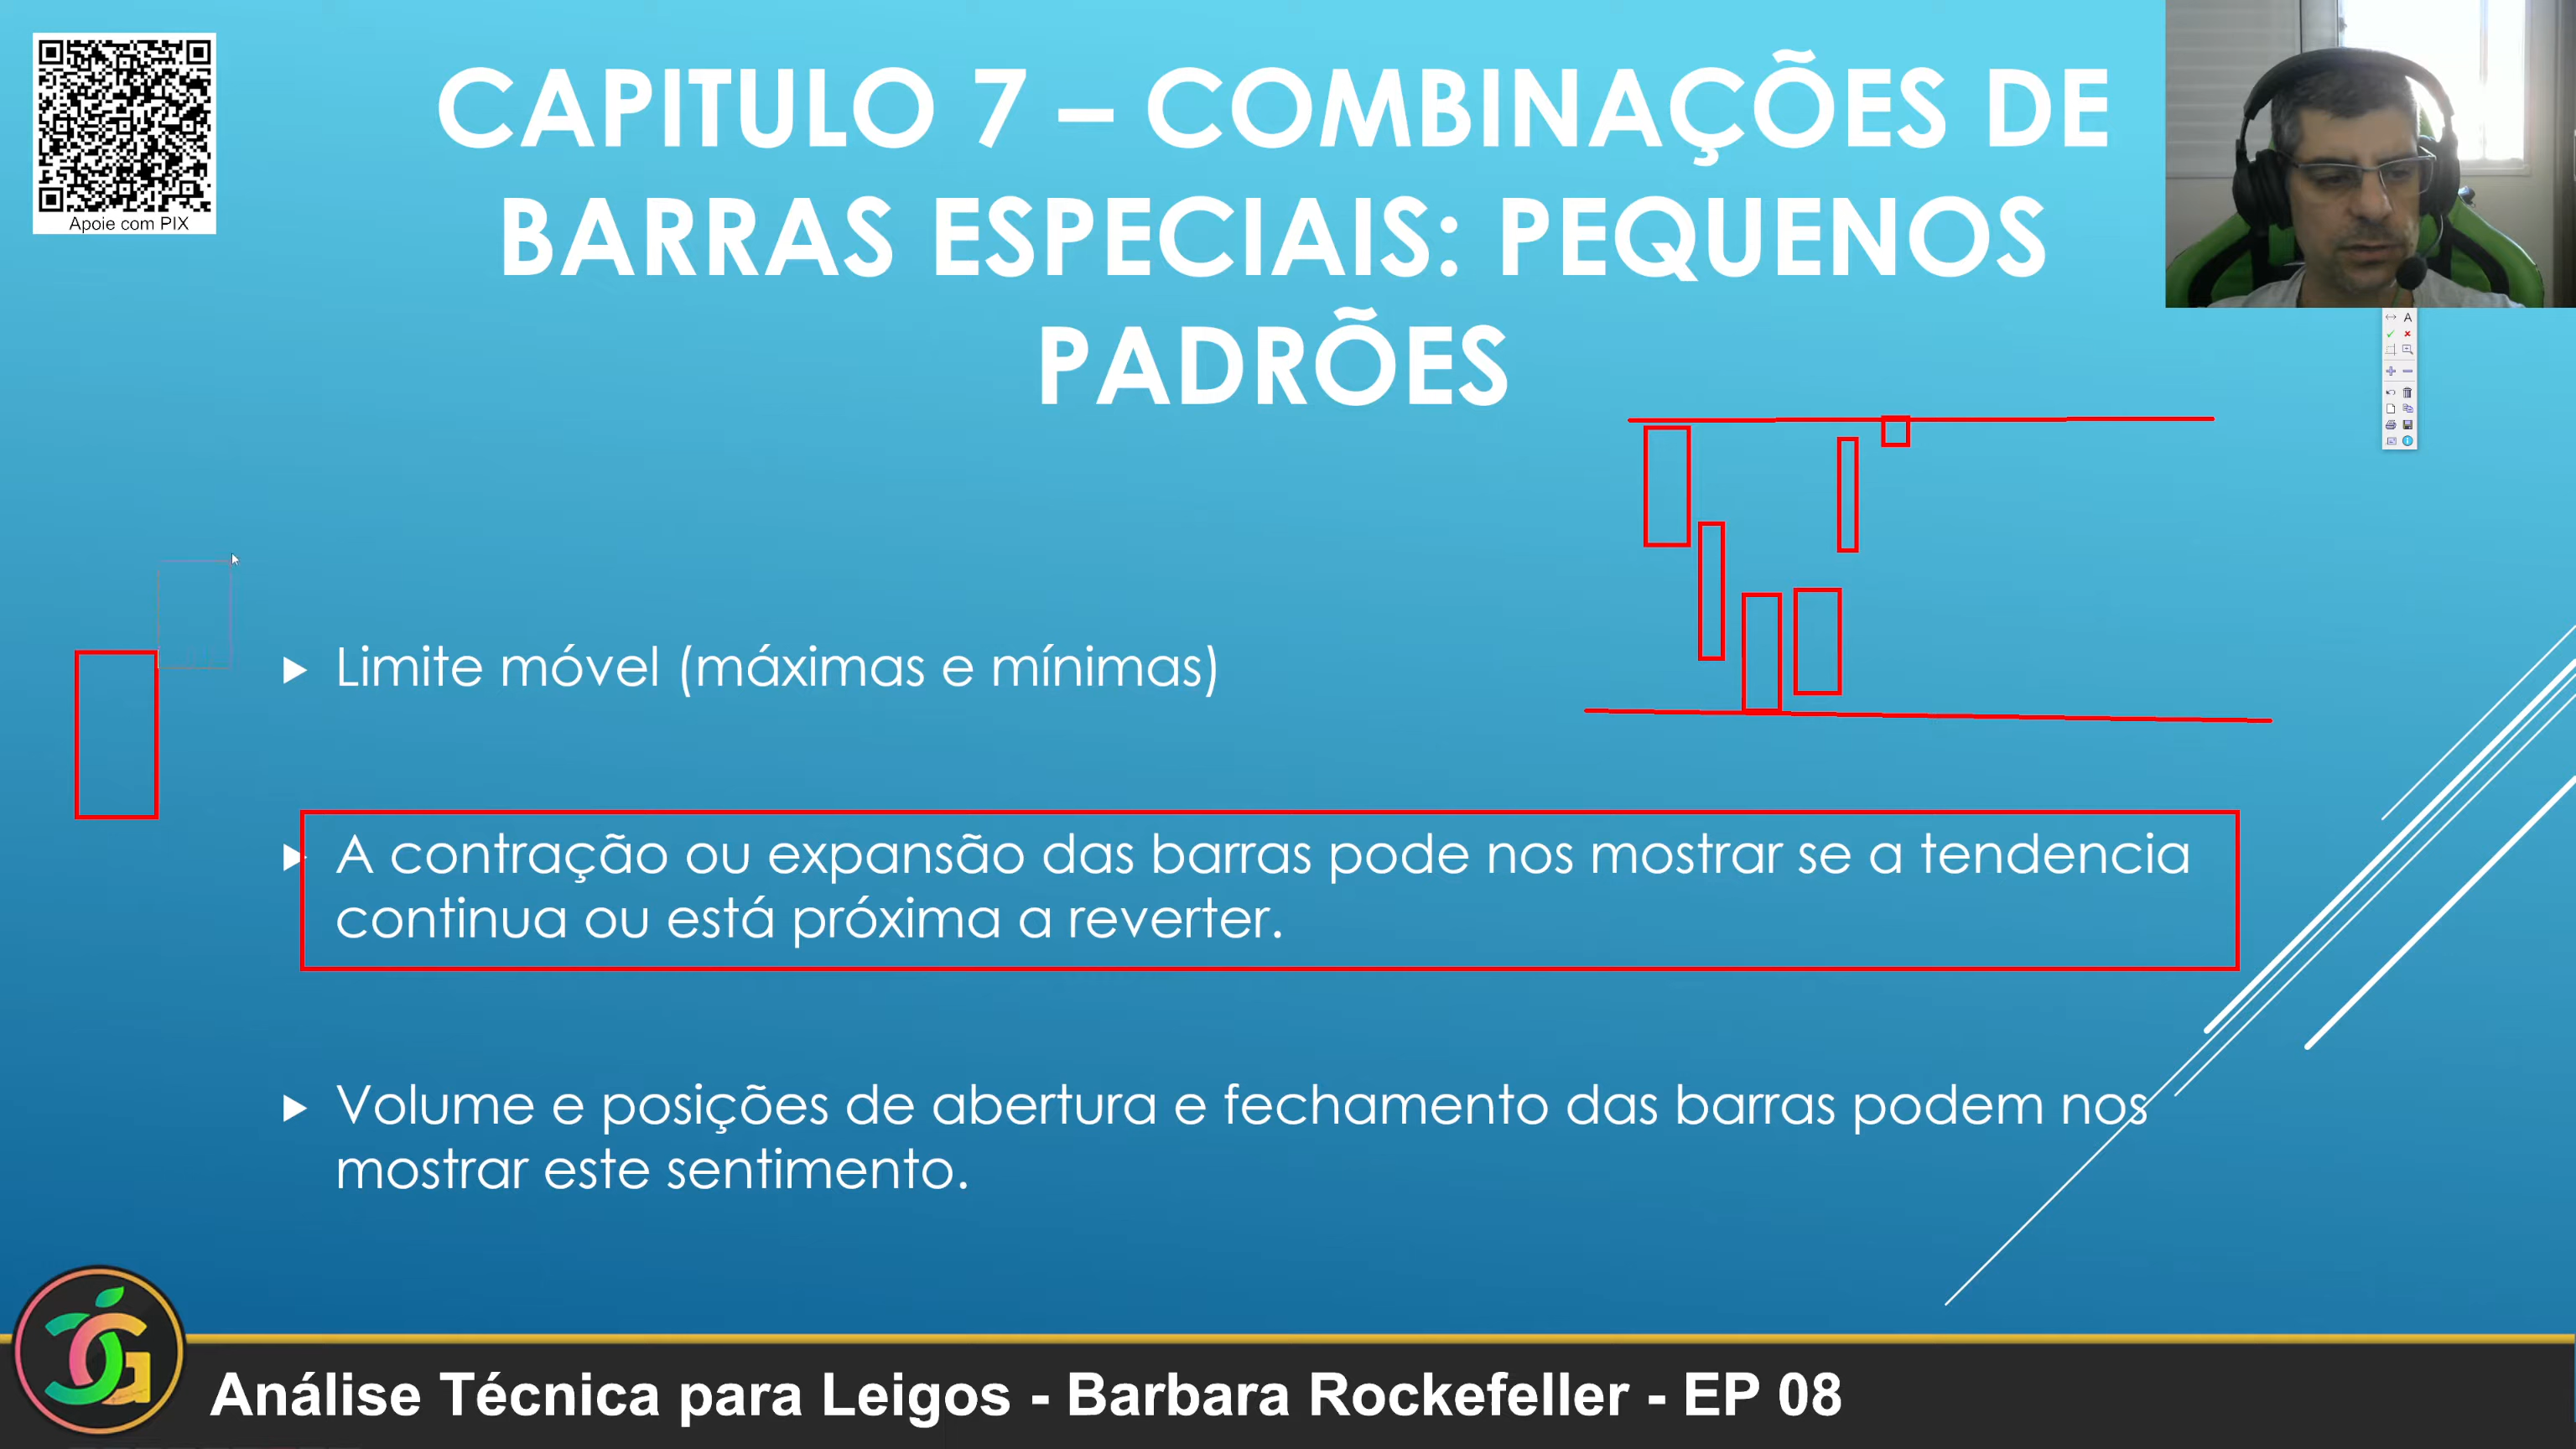 Apoie com PIX
CAPITULO 7 – COMBINAÇÕES DE
BARRAS ESPECIAIS: PEQUENOS
PADRÕES
A
Limite móvel (máximas e mínimas)
A contração ou expansão das barras pode nos mostrar se a tendencia
continua ou está próxima a reverter.
Volume e posições de abertura e fechamento das barras podem nos
mostrar este sentimento.
Análise Técnica para Leigos - Barbara Rockefeller - EP 08